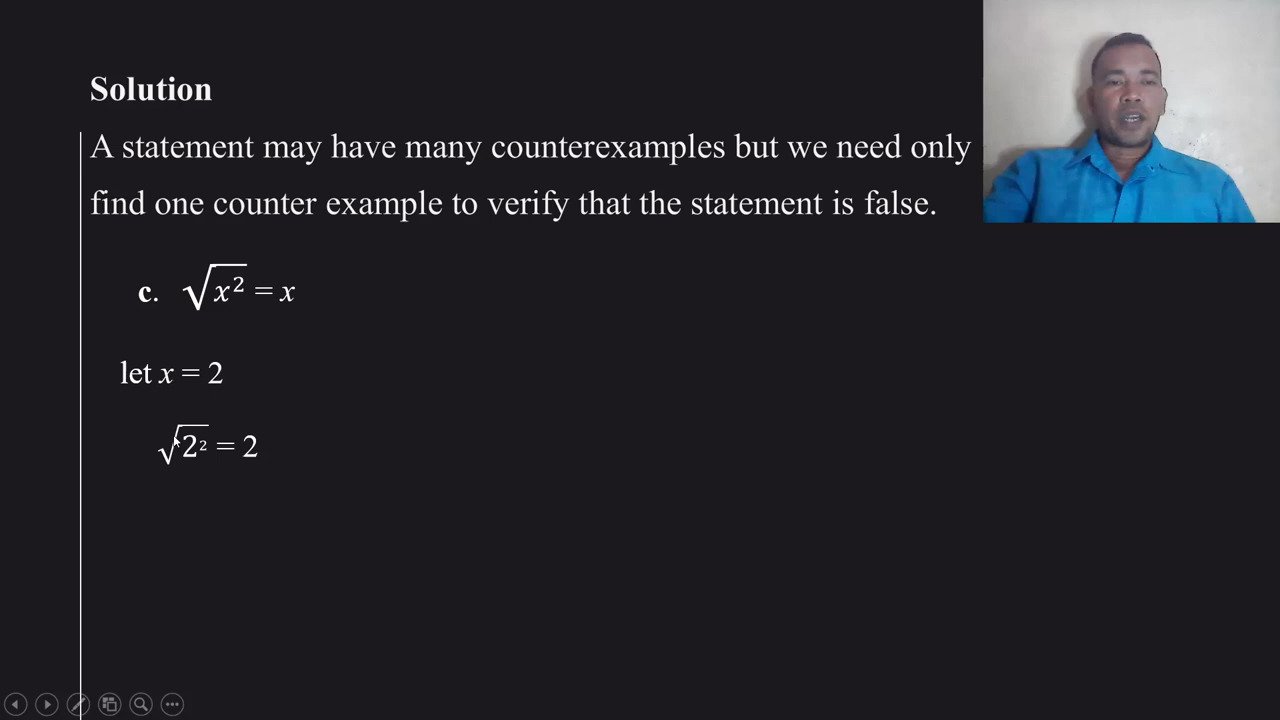 Solution
A statement may have many counterexamples but we need only
find one counter example to verify that the statement is false.
c. √x² = x
let x = 2
√2² = 2